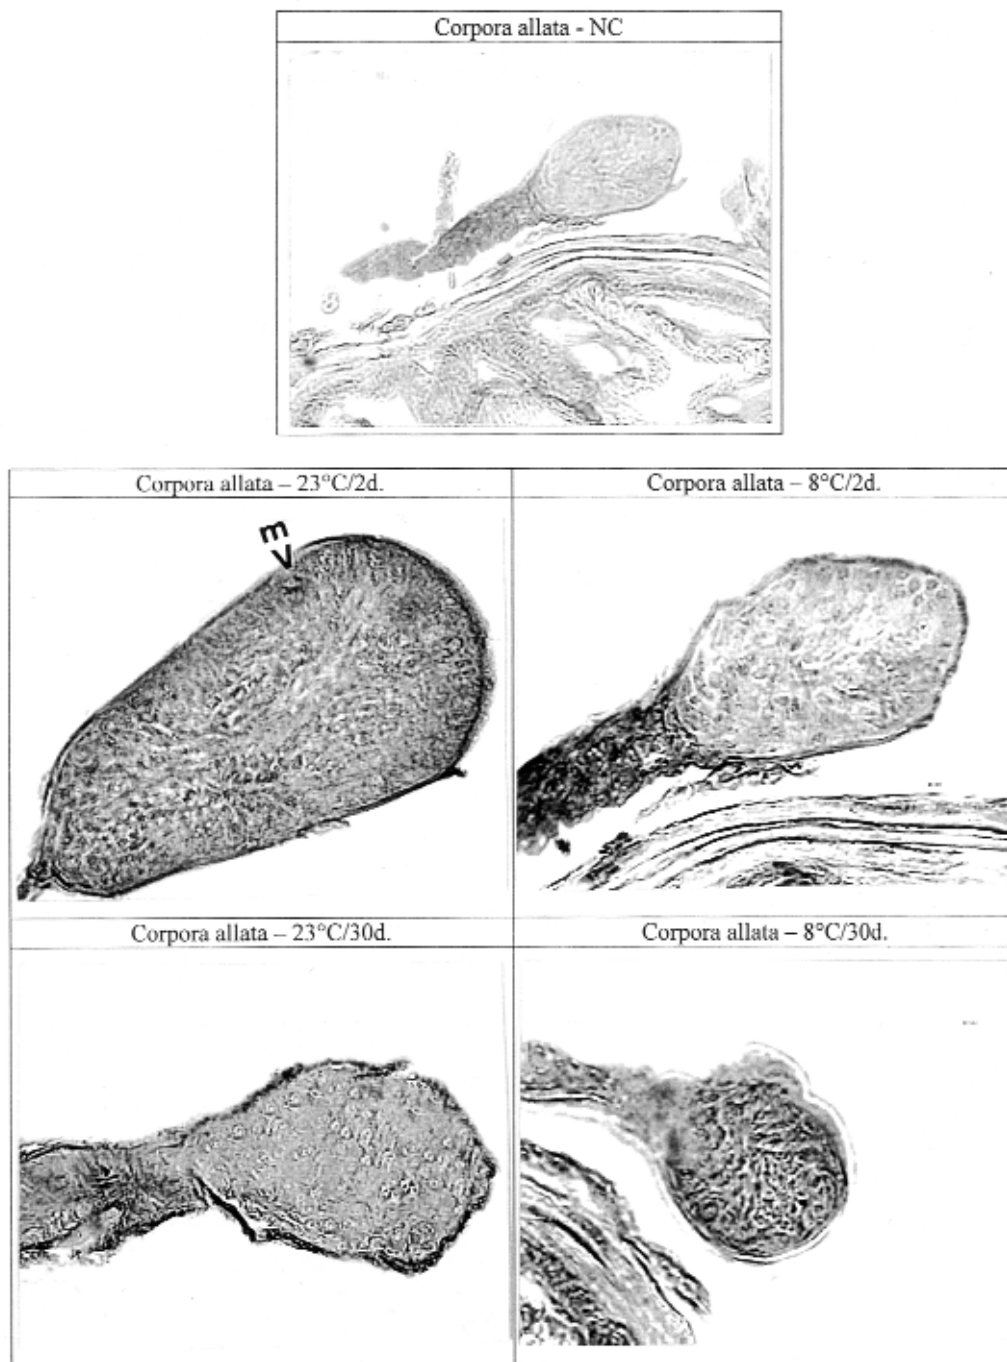 Corpora allata - NC
Corpora allata – 23°C/2d.
Corpora allata – 8°C/2d.
m
Corpora allata – 23°C/30d.
Corpora allata – 8°C/30d.